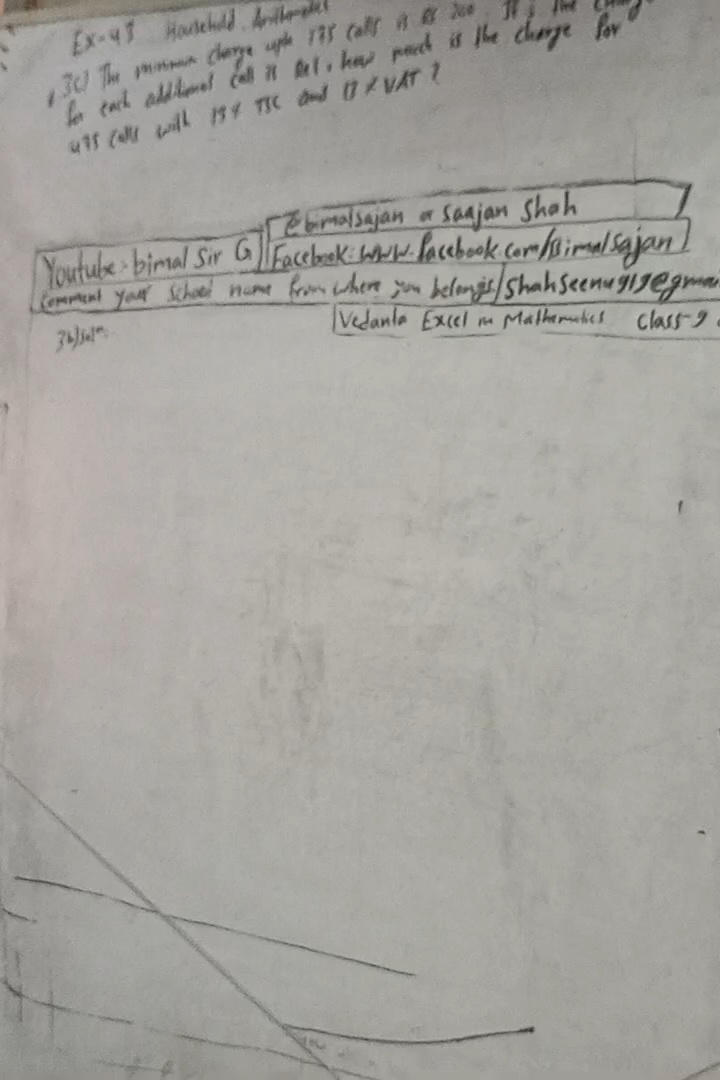 Ex-4.3 Household Arithmetic
3c) The minimum charge upto 175 calls is Rs 200. If the
for each additional call is Re1, how much is the charge for
475 calls with 13% TSC and 13% VAT ?
@bimalsajan or Saajan Shah
Youtube:- bimal Sir G
Facebook: www.facebook.com/Bimalsajan
Comment your School name from where you belongs
Vedanta Excel in Mathematics Class-9
3b)solⁿ.